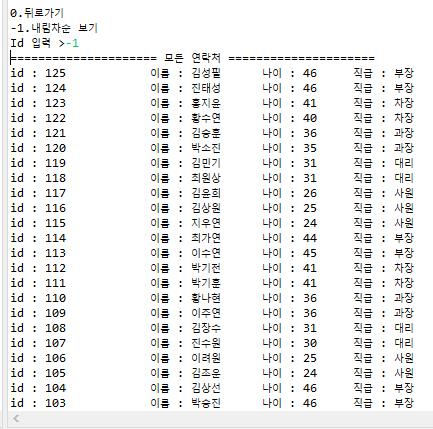 0.뒤로가기
-1.내림차순 보기
Id 입력 >-1
===================== 모든 연락처 =====================
id : 125 이름 : 김성필 나이 : 46 직급 : 부장
id : 124 이름 : 진태성 나이 : 46 직급 : 부장
id : 123 이름 : 홍지윤 나이 : 41 직급 : 차장
id : 122 이름 : 황수연 나이 : 40 직급 : 차장
id : 121 이름 : 김승훈 나이 : 36 직급 : 과장
id : 120 이름 : 박소진 나이 : 35 직급 : 과장
id : 119 이름 : 김민기 나이 : 31 직급 : 대리
id : 118 이름 : 최원상 나이 : 31 직급 : 대리
id : 117 이름 : 김윤희 나이 : 26 직급 : 사원
id : 116 이름 : 김상원 나이 : 25 직급 : 사원
id : 115 이름 : 지우연 나이 : 24 직급 : 사원
id : 114 이름 : 최가연 나이 : 44 직급 : 부장
id : 113 이름 : 이수연 나이 : 45 직급 : 부장
id : 112 이름 : 박기전 나이 : 41 직급 : 차장
id : 111 이름 : 박기훈 나이 : 41 직급 : 차장
id : 110 이름 : 황나현 나이 : 36 직급 : 과장
id : 109 이름 : 이주연 나이 : 36 직급 : 과장
id : 108 이름 : 김장수 나이 : 31 직급 : 대리
id : 107 이름 : 진수원 나이 : 30 직급 : 대리
id : 106 이름 : 이려원 나이 : 25 직급 : 사원
id : 105 이름 : 김조운 나이 : 24 직급 : 사원
id : 104 이름 : 김상선 나이 : 46 직급 : 부장
id : 103 이름 : 박승진 나이 : 46 직급 : 부장